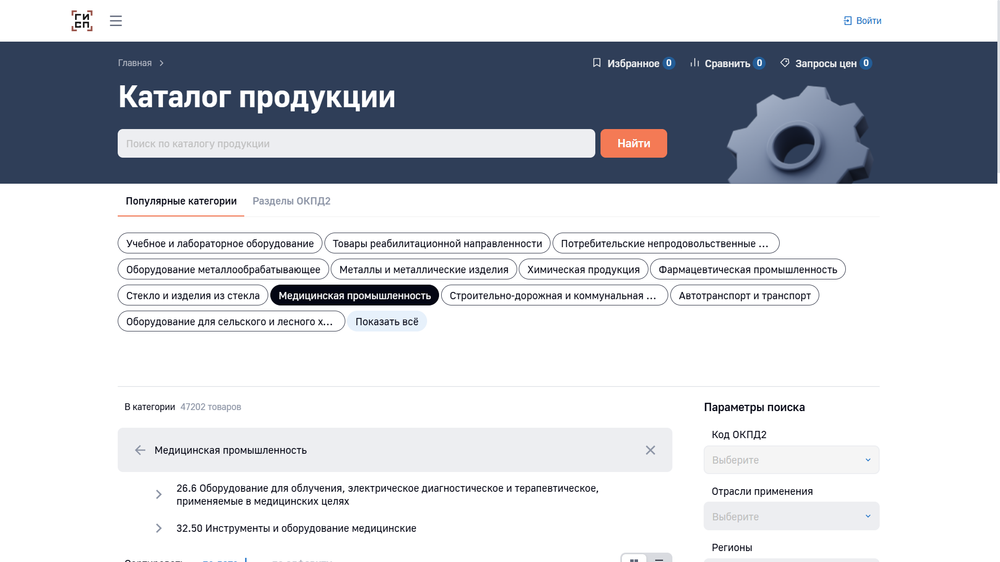 ГИ
СП
Войти
Главная
Избранное 0
Сравнить 0
Запросы цен 0
Каталог продукции
Поиск по каталогу продукции
Найти
Популярные категории
Разделы ОКПД2
Учебное и лабораторное оборудование
Товары реабилитационной направленности
Потребительские непродовольственные ...
Оборудование металлообрабатывающее
Металлы и металлические изделия
Химическая продукция
Фармацевтическая промышленность
Стекло и изделия из стекла
Медицинская промышленность
Строительно-дорожная и коммунальная ...
Автотранспорт и транспорт
Оборудование для сельского и лесного х...
Показать всё
В категории 47202 товаров
Медицинская промышленность
26.6 Оборудование для облучения, электрическое диагностическое и терапевтическое,
применяемые в медицинских целях
32.50 Инструменты и оборудование медицинские
Параметры поиска
Код ОКПД2
Выберите
Отрасли применения
Выберите
Регионы